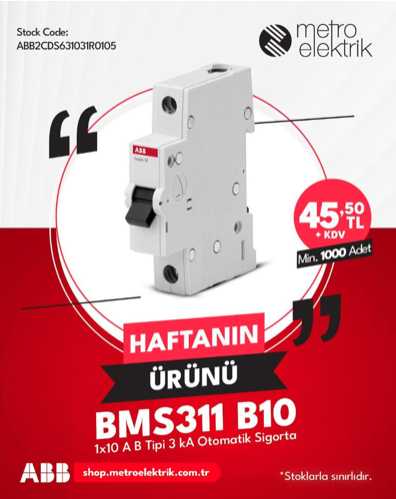 Stock Code:
ABB2CDS631031R0105
metro
elektrik
ABB
Basic M
45,50
TL
+ KDV
Min. 1000 Adet
HAFTANIN
ÜRÜNÜ
BMS311 B10
1x10 A B Tipi 3 kA Otomatik Sigorta
ABB
shop.metroelektrik.com.tr
*Stoklarla sınırlıdır.